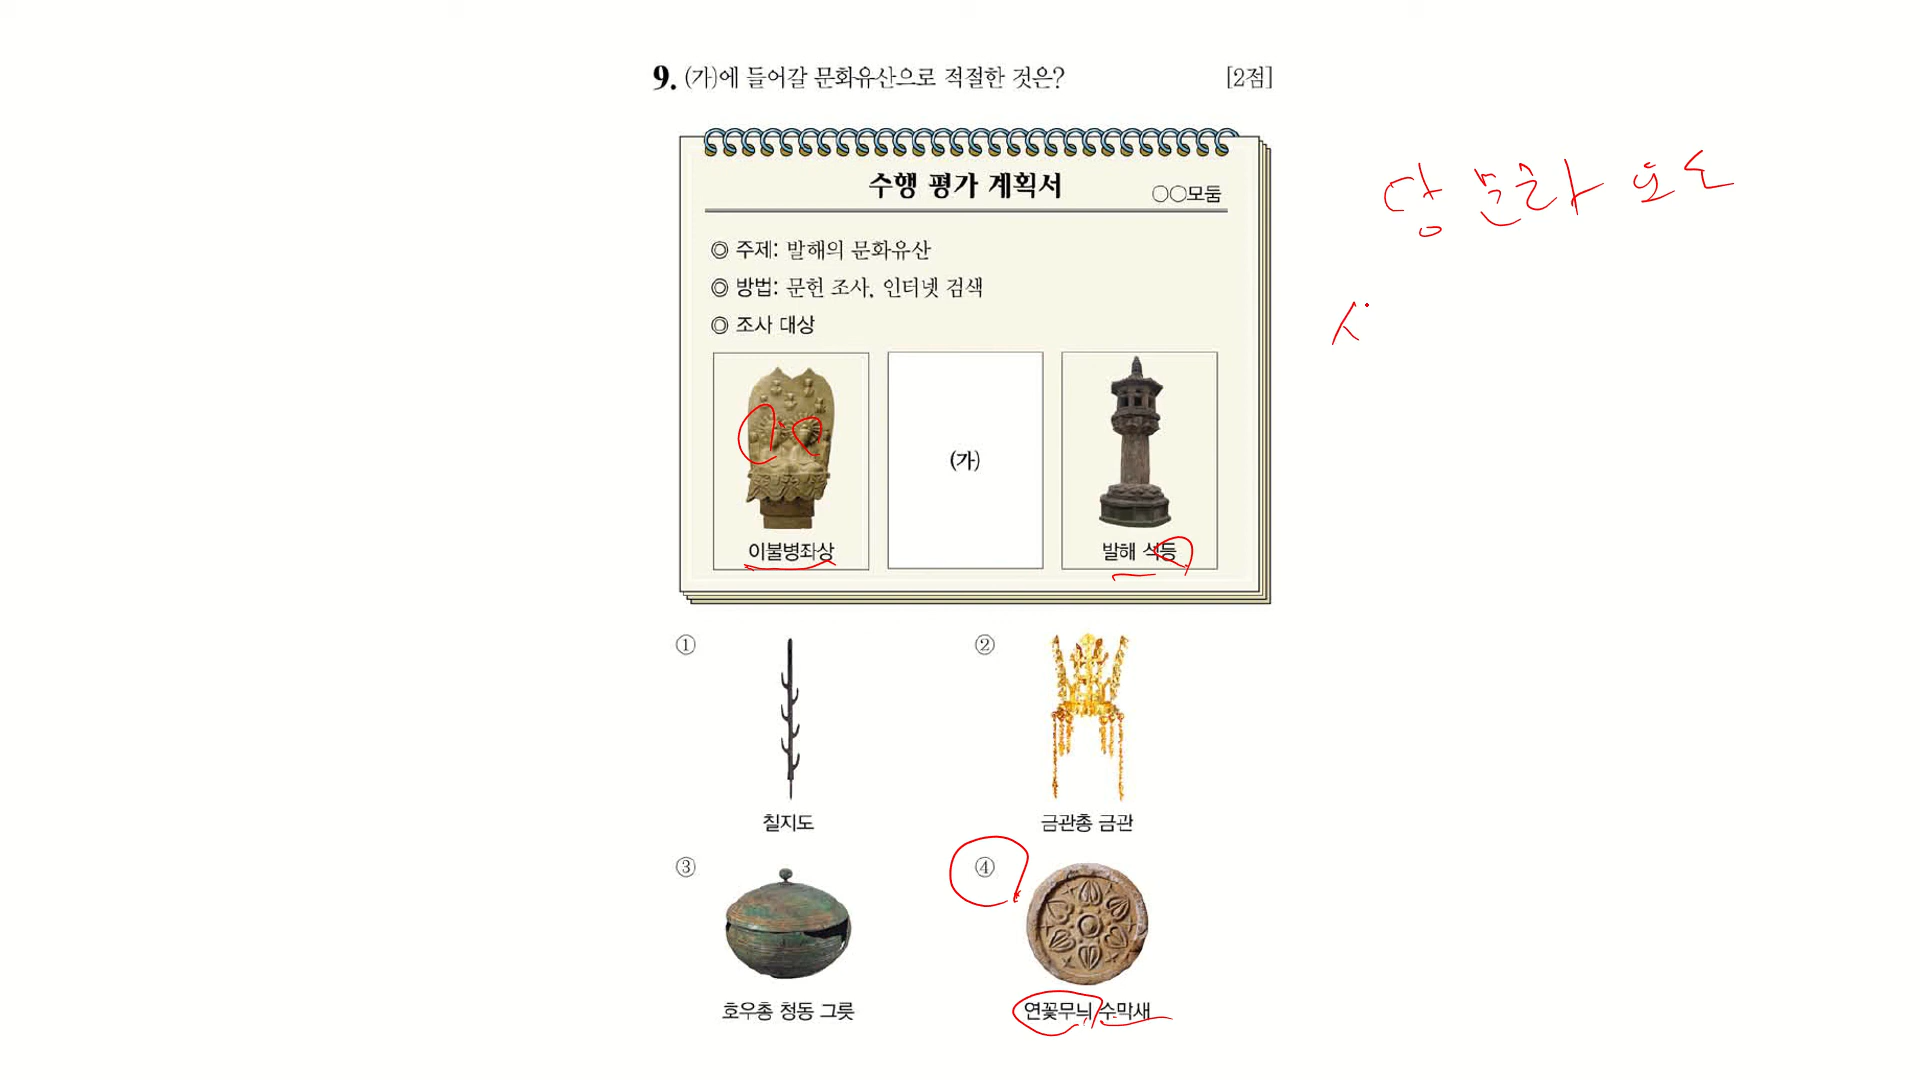 9. (가)에 들어갈 문화유산으로 적절한 것은? [2점]
수행 평가 계획서
○○모둠
◎ 주제: 발해의 문화유산
◎ 방법: 문헌 조사, 인터넷 검색
◎ 조사 대상
이불병좌상
(가)
발해 석등
① 칠지도
② 금관총 금관
③ 호우총 청동 그릇
④ 연꽃무늬 수막새
당 문화 요소